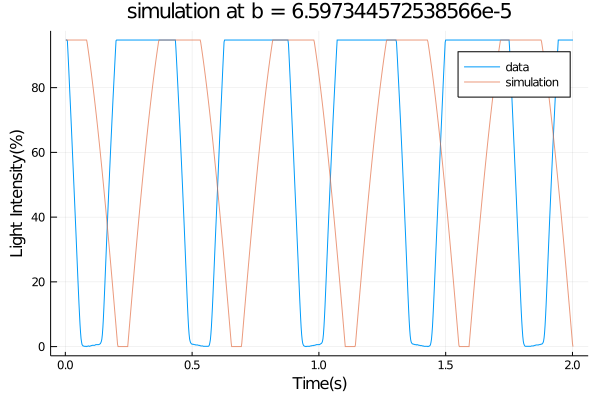 simulation at b = 6.597344572538566e-5
data
simulation
Light Intensity(%)
80
60
40
20
0
0.0 0.5 1.0 1.5 2.0
Time(s)